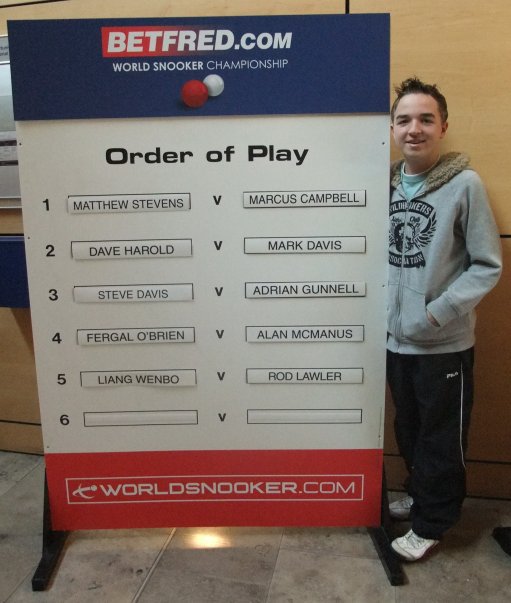 BETFRED.COM
WORLD SNOOKER CHAMPIONSHIP
Order of Play
1 MATTHEW STEVENS v MARCUS CAMPBELL
2 DAVE HAROLD v MARK DAVIS
3 STEVE DAVIS v ADRIAN GUNNELL
4 FERGAL O'BRIEN v ALAN MCMANUS
5 LIANG WENBO v ROD LAWLER
6 v
WORLDSNOOKER.COM
FILA